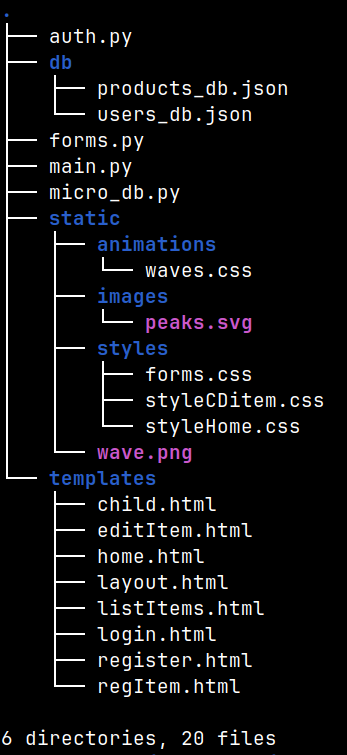 .
├── auth.py
├── db
│   ├── products_db.json
│   └── users_db.json
├── forms.py
├── main.py
├── micro_db.py
├── static
│   ├── animations
│   │   └── waves.css
│   ├── images
│   │   └── peaks.svg
│   ├── styles
│   │   ├── forms.css
│   │   ├── styleCDitem.css
│   │   └── styleHome.css
│   └── wave.png
└── templates
    ├── child.html
    ├── editItem.html
    ├── home.html
    ├── layout.html
    ├── listItems.html
    ├── login.html
    ├── register.html
    └── regItem.html

6 directories, 20 files